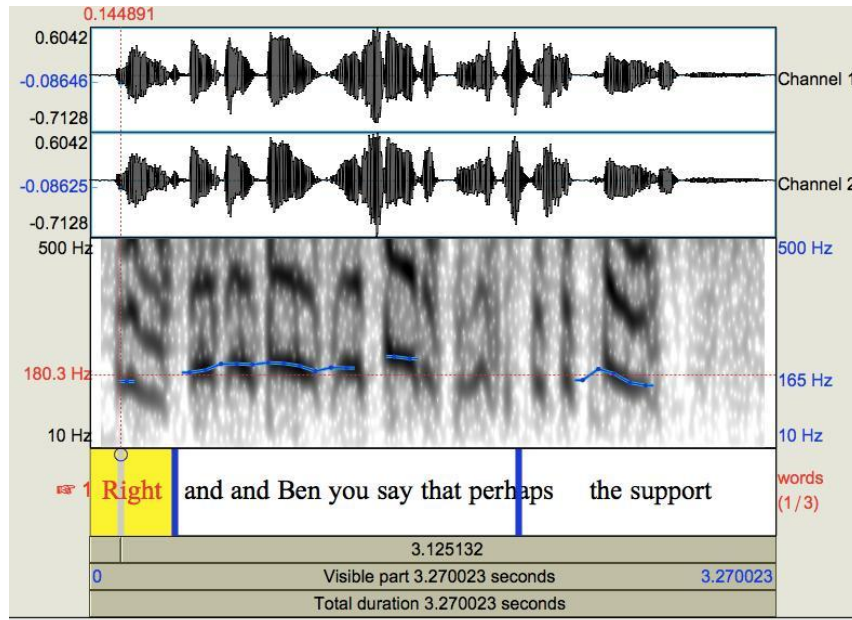 0.144891
0.6042
-0.08646
Channel 1
-0.7128
0.6042
-0.08625
Channel 2
-0.7128
500 Hz
500 Hz
180.3 Hz
165 Hz
10 Hz
10 Hz
☞ 1 Right and and Ben you say that perhaps the support
words
(1 / 3)
3.125132
0 Visible part 3.270023 seconds 3.270023
Total duration 3.270023 seconds